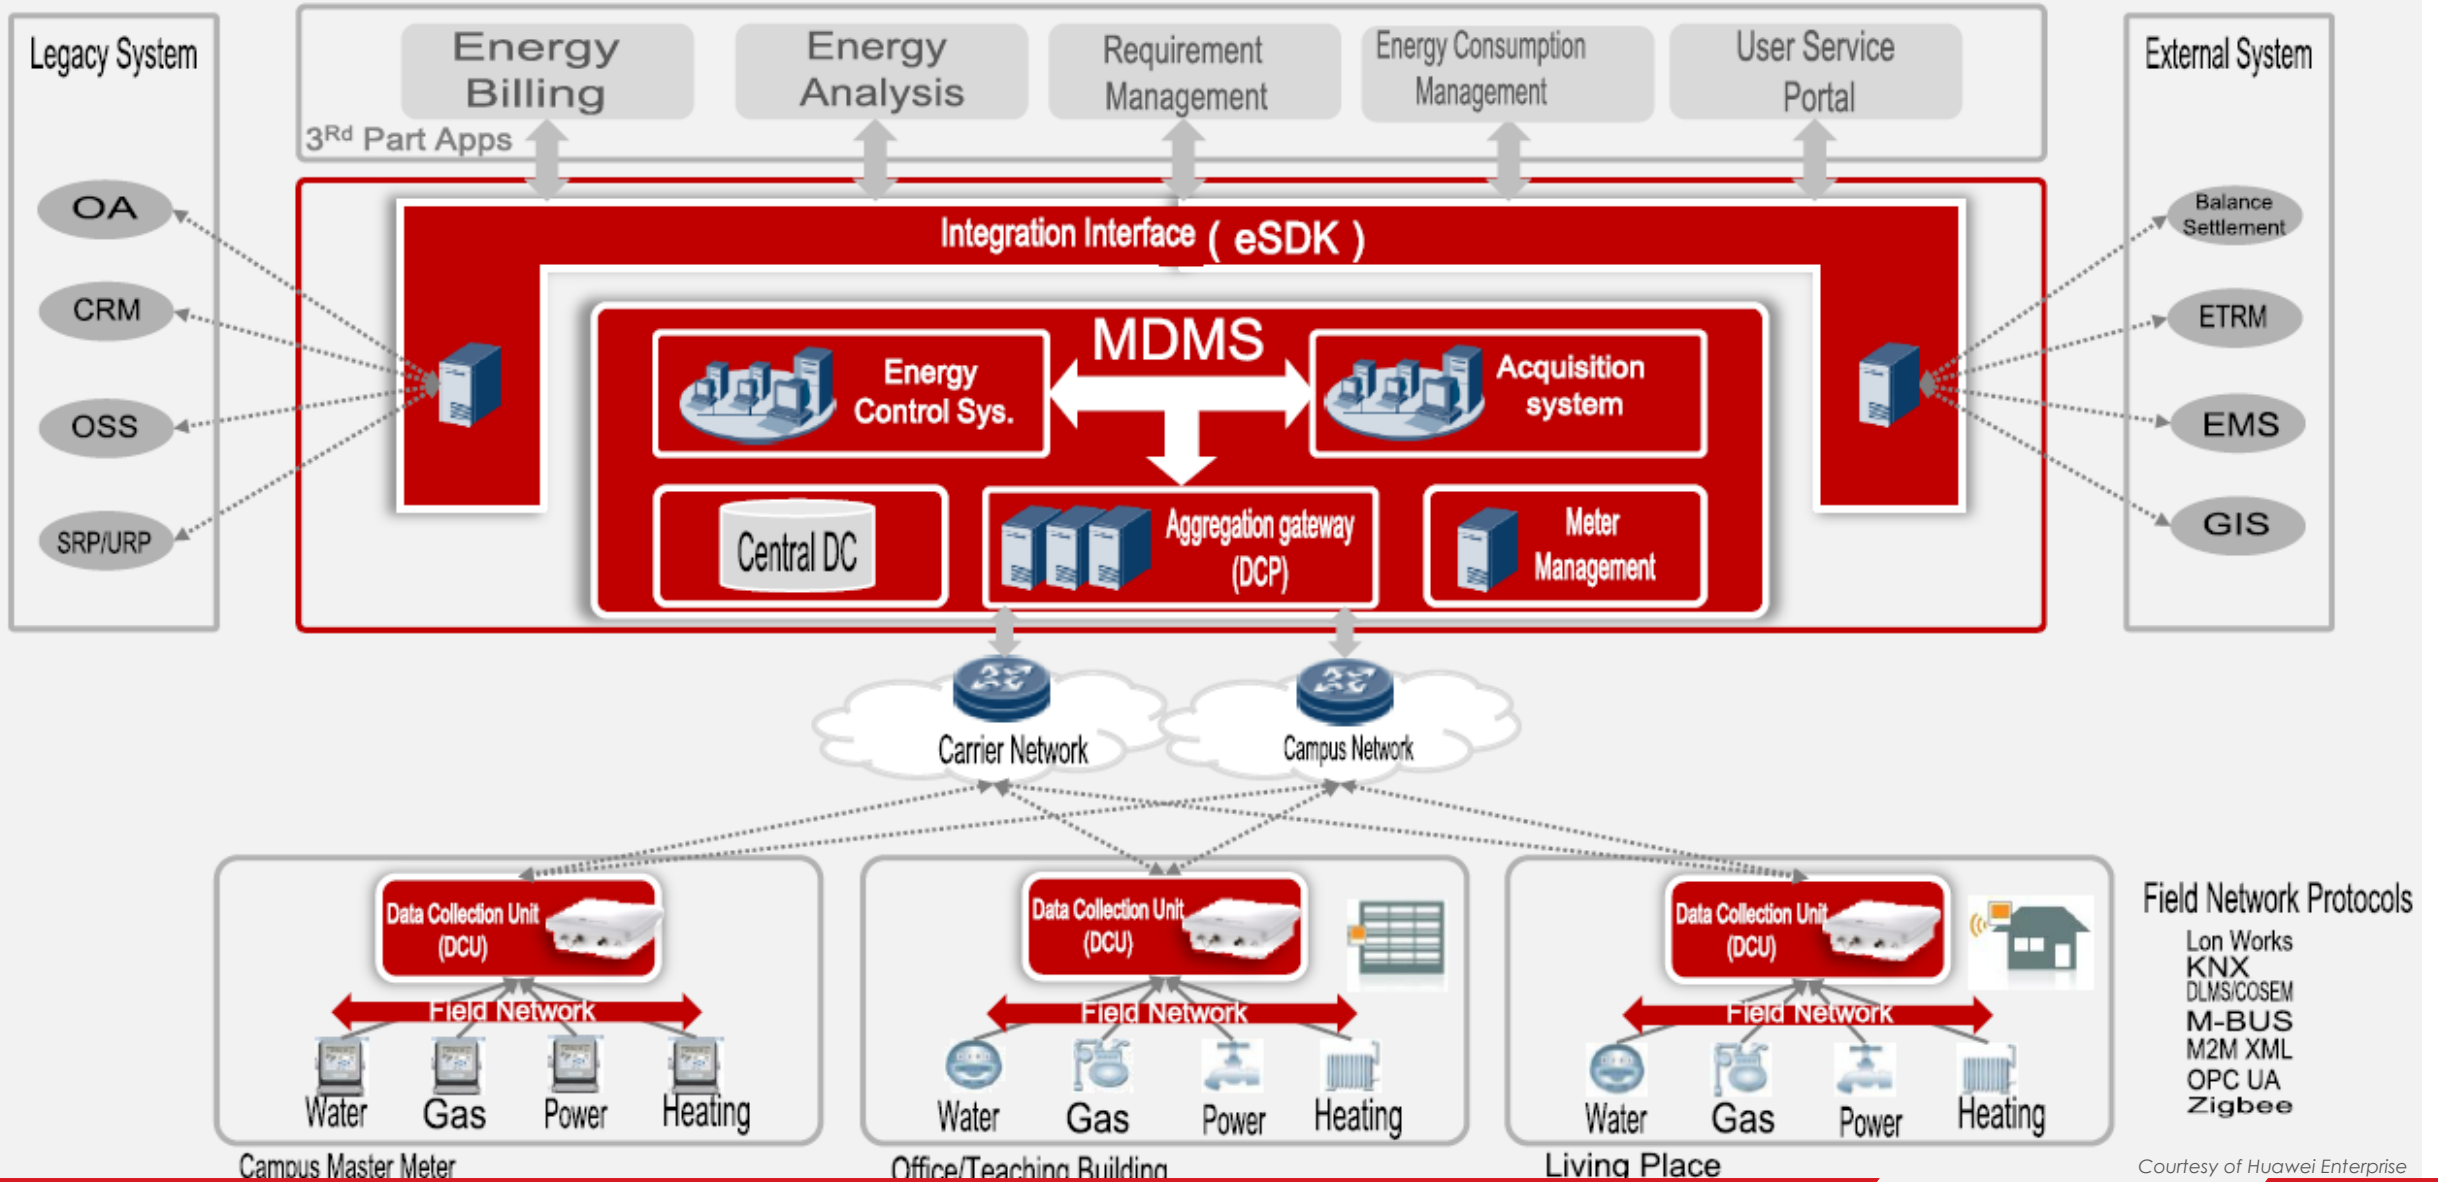 Legacy System
OA
CRM
OSS
SRP/URP
Energy
Billing
Energy
Analysis
Requirement
Management
Energy Consumption
Management
User Service
Portal
3Rd Part Apps
Integration Interface ( eSDK )
MDMS
Energy
Control Sys.
Acquisition
system
Central DC
Aggregation gateway
(DCP)
Meter
Management
External System
Balance
Settlement
ETRM
EMS
GIS
Carrier Network
Campus Network
Data Collection Unit
(DCU)
Field Network
Water
Gas
Power
Heating
Campus Master Meter
Data Collection Unit
(DCU)
Field Network
Water
Gas
Power
Heating
Office/Teaching Building
Data Collection Unit
(DCU)
Field Network
Water
Gas
Power
Heating
Living Place
Field Network Protocols
Lon Works
KNX
DLMS/COSEM
M-BUS
M2M XML
OPC UA
Zigbee
Courtesy of Huawei Enterprise